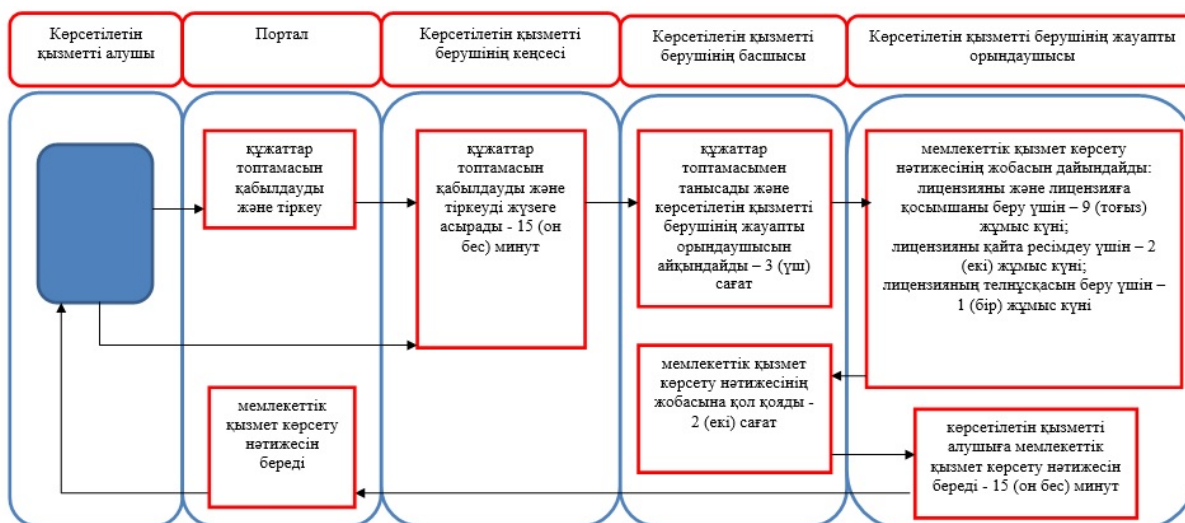 Көрсетілетін
қызметті алушы
Портал
Көрсетілетін қызметті
берушінің кеңсесі
Көрсетілетін қызметті
берушінің басшысы
Көрсетілетін қызметті берушінің жауапты
орындаушысы
құжаттар
топтамасын
қабылдауды
және тіркеу
құжаттар
топтамасын
қабылдауды және
тіркеуді жүзеге
асырады - 15 (он
бес) минут
құжаттар
топтамасымен
танысады және
көрсетілетін қызметті
берушінің жауапты
орындаушысын
айқындайды – 3 (үш)
сағат
мемлекеттік қызмет көрсету
нәтижесінің жобасын дайындайды:
лицензияны және лицензияға
қосымшаны беру үшін – 9 (тоғыз)
жұмыс күні;
лицензияны қайта ресімдеу үшін – 2
(екі) жұмыс күні;
лицензияның телнұсқасын беру үшін –
1 (бір) жұмыс күні
мемлекеттік қызмет
көрсету нәтижесінің
жобасына қол қояды -
2 (екі) сағат
көрсетілетін қызметті
алушыға мемлекеттік
қызмет көрсету нәтижесін
береді - 15 (он бес) минут
мемлекеттік
қызмет көрсету
нәтижесін
береді